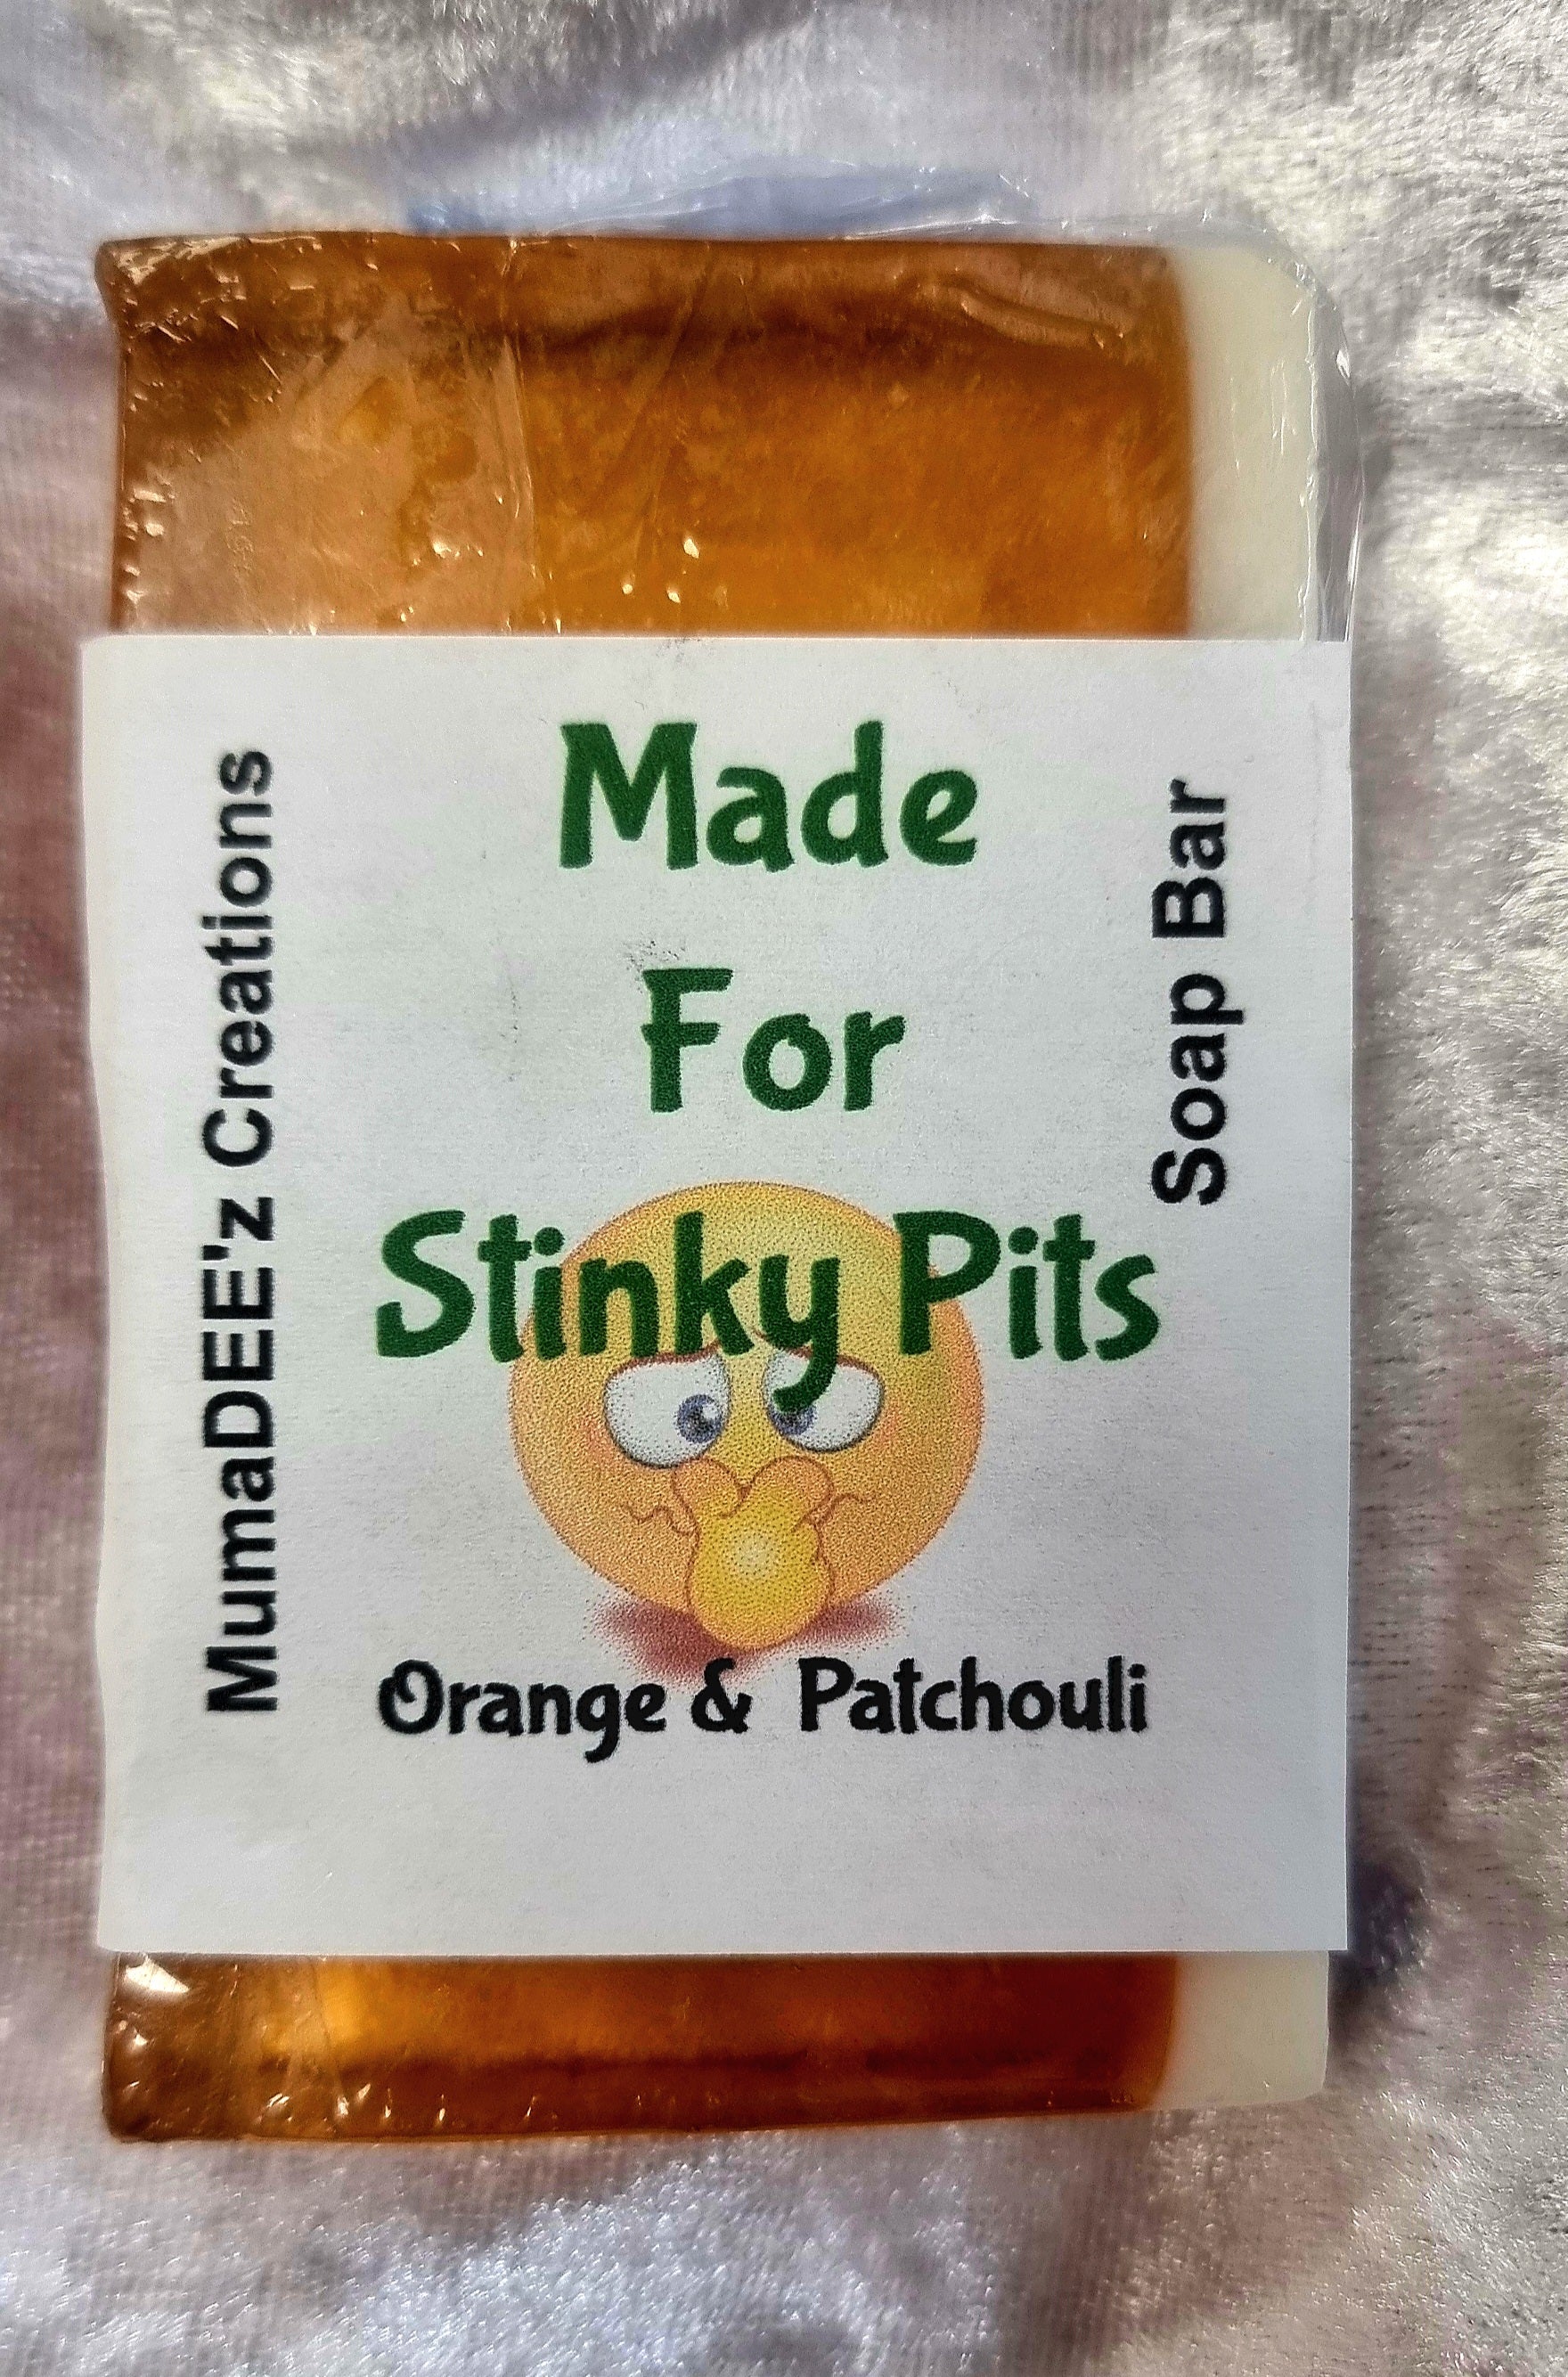 Made
For
Stinky Pits
Orange & Patchouli
MumaDEE'z Creations
Soap Bar